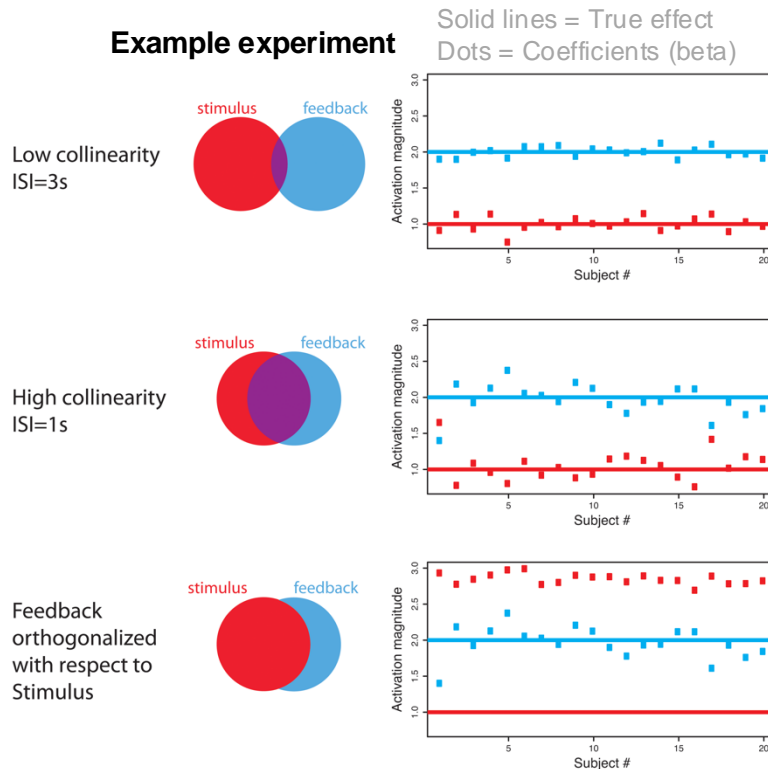 Example experiment
Solid lines = True effect
Dots = Coefficients (beta)
Low collinearity
ISI=3s
stimulus
feedback
Activation magnitude
3.0
2.5
2.0
1.5
1.0
5
10
15
20
Subject #
High collinearity
ISI=1s
stimulus
feedback
Activation magnitude
3.0
2.5
2.0
1.5
1.0
5
10
15
20
Subject #
Feedback
orthogonalized
with respect to
Stimulus
stimulus
feedback
Activation magnitude
3.0
2.5
2.0
1.5
1.0
5
10
15
20
Subject #